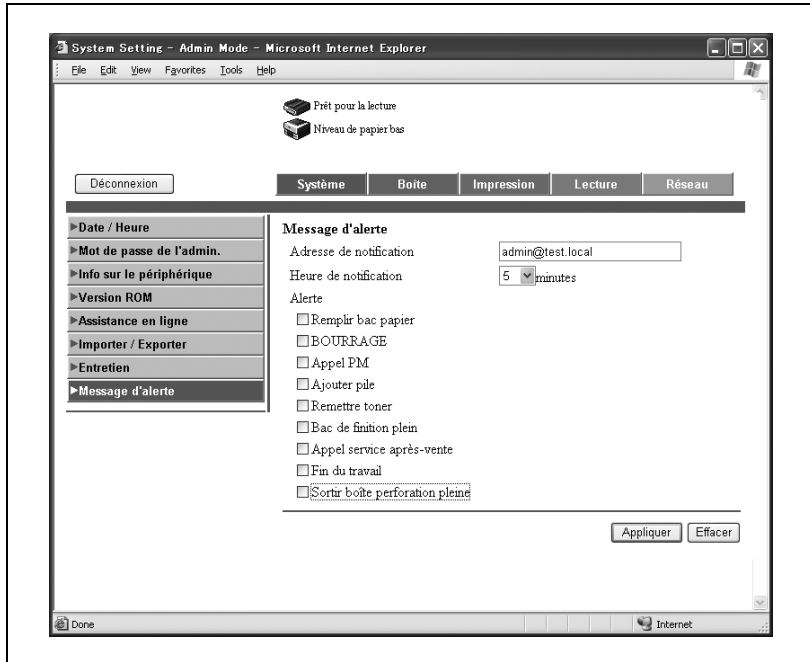 System Setting - Admin Mode - Microsoft Internet Explorer
File Edit View Favorites Tools Help
Prêt pour la lecture
Niveau de papier bas
Déconnexion
Système Boîte Impression Lecture Réseau
Date / Heure
Mot de passe de l'admin.
Info sur le périphérique
Version ROM
Assistance en ligne
Importer / Exporter
Entretien
Message d'alerte
Message d'alerte
Adresse de notification admin@test.local
Heure de notification 5 minutes
Alerte
Remplir bac papier
BOURRAGE
Appel PM
Ajouter pile
Remettre toner
Bac de finition plein
Appel service après-vente
Fin du travail
Sortir boîte perforation pleine
Appliquer Effacer
Done Internet